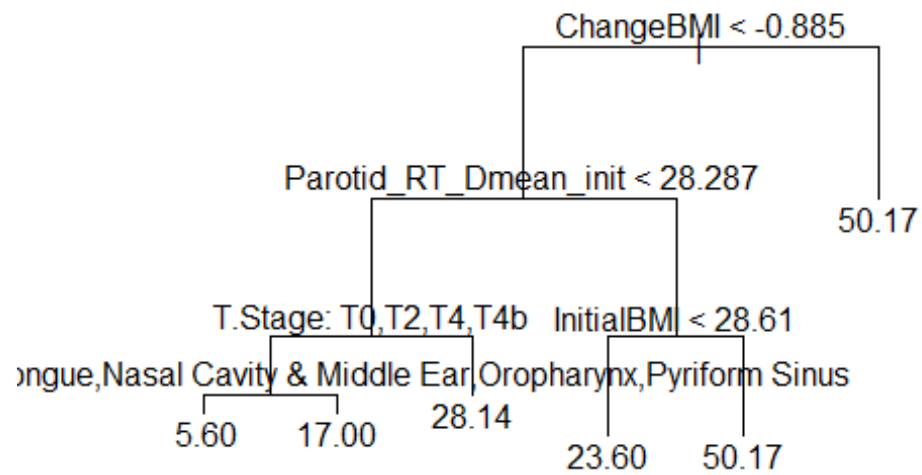 ChangeBMI < -0.885
Parotid_RT_Dmean_init < 28.287
50.17
T.Stage: T0,T2,T4,T4b InitialBMI < 28.61
ongue,Nasal Cavity & Middle Ear,Oropharynx,Pyriform Sinus
5.60 17.00 28.14
23.60 50.17